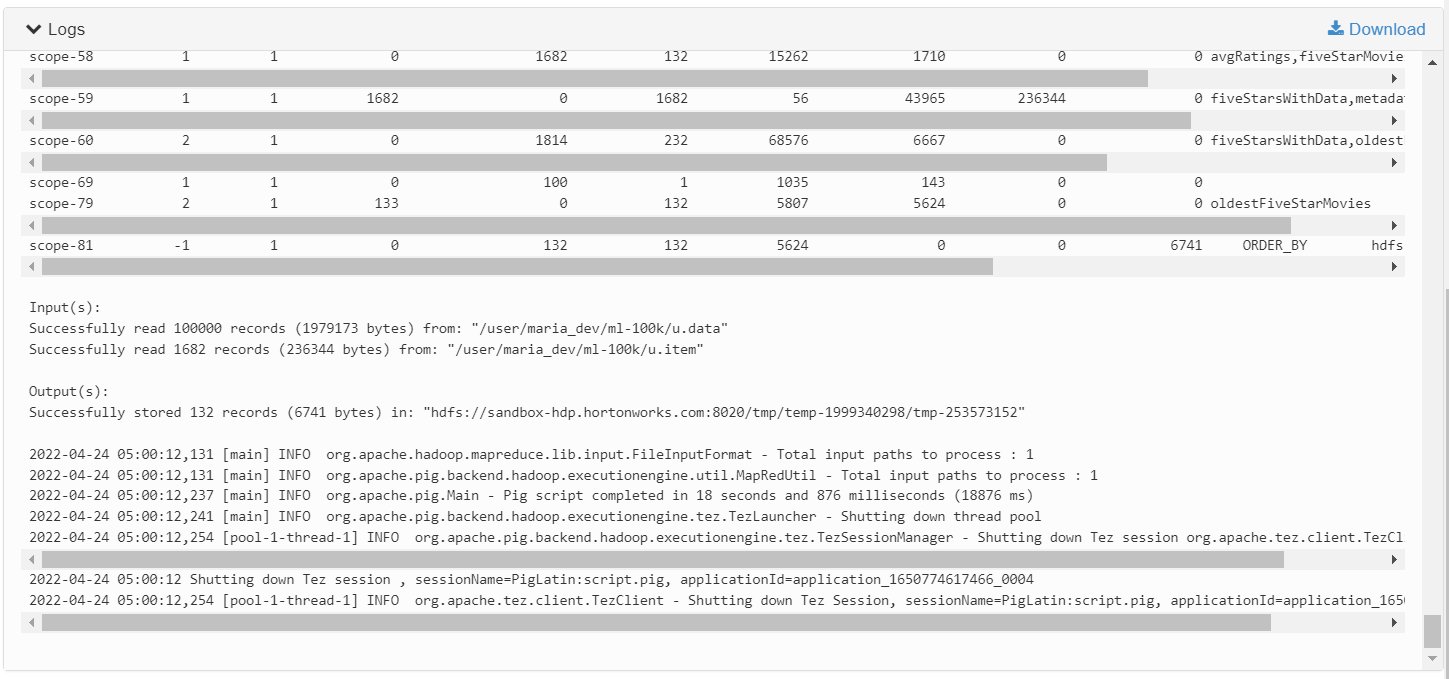 Logs
Download
scope-58 1 1 0 1682 132 15262 1710 0 0 avgRatings,fiveStarMovie
scope-59 1 1 1682 0 1682 56 43965 236344 0 fiveStarsWithData,metada
scope-60 2 1 0 1814 232 68576 6667 0 0 fiveStarsWithData,oldest
scope-69 1 1 0 100 1 1035 143 0 0
scope-79 2 1 133 0 132 5807 5624 0 0 oldestFiveStarMovies
scope-81 -1 1 0 132 132 5624 0 0 6741 ORDER_BY hdfs
Input(s):
Successfully read 100000 records (1979173 bytes) from: "/user/maria_dev/ml-100k/u.data"
Successfully read 1682 records (236344 bytes) from: "/user/maria_dev/ml-100k/u.item"
Output(s):
Successfully stored 132 records (6741 bytes) in: "hdfs://sandbox-hdp.hortonworks.com:8020/tmp/temp-1999340298/tmp-253573152"
2022-04-24 05:00:12,131 [main] INFO org.apache.hadoop.mapreduce.lib.input.FileInputFormat - Total input paths to process : 1
2022-04-24 05:00:12,131 [main] INFO org.apache.pig.backend.hadoop.executionengine.util.MapRedUtil - Total input paths to process : 1
2022-04-24 05:00:12,237 [main] INFO org.apache.pig.Main - Pig script completed in 18 seconds and 876 milliseconds (18876 ms)
2022-04-24 05:00:12,241 [main] INFO org.apache.pig.backend.hadoop.executionengine.tez.TezLauncher - Shutting down thread pool
2022-04-24 05:00:12,254 [pool-1-thread-1] INFO org.apache.pig.backend.hadoop.executionengine.tez.TezSessionManager - Shutting down Tez session org.apache.tez.client.TezCl
2022-04-24 05:00:12 Shutting down Tez session , sessionName=PigLatin:script.pig, applicationId=application_1650774617466_0004
2022-04-24 05:00:12,254 [pool-1-thread-1] INFO org.apache.tez.client.TezClient - Shutting down Tez Session, sessionName=PigLatin:script.pig, applicationId=application_165